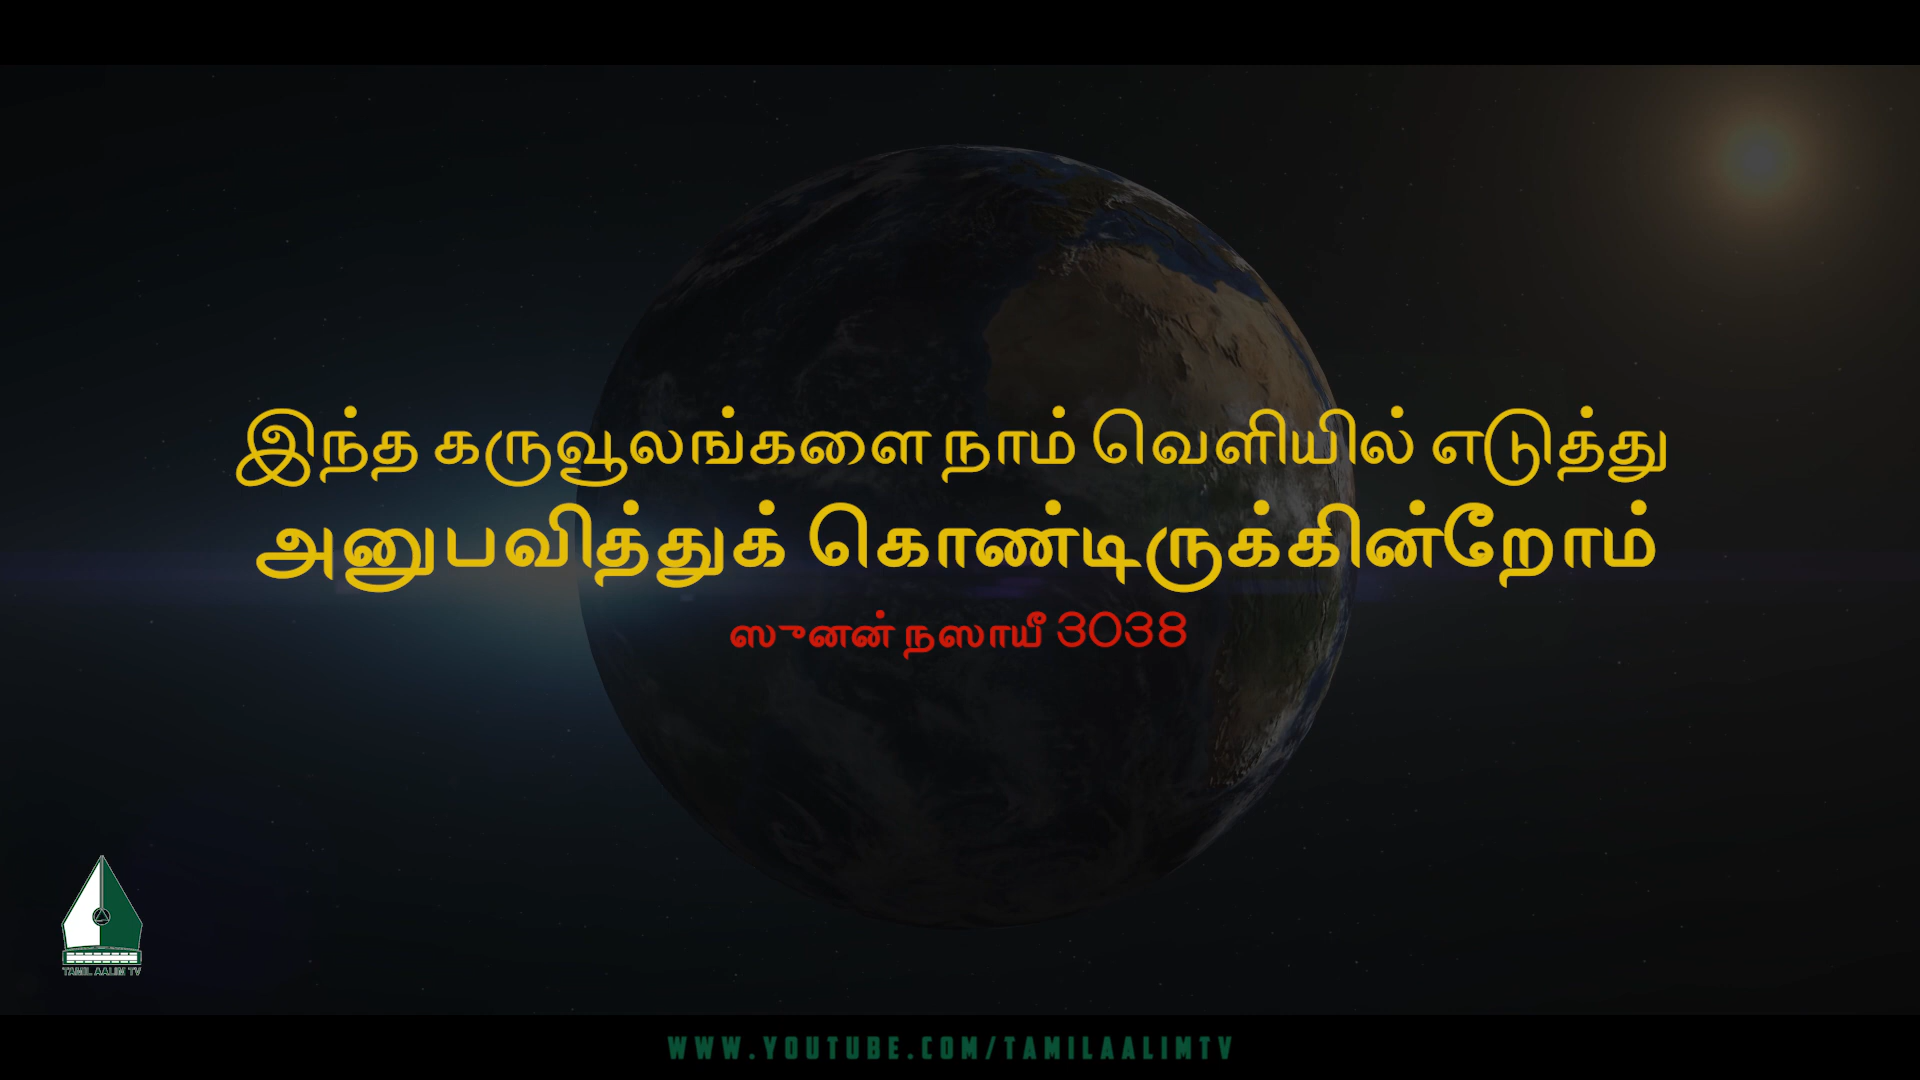 இந்த கருவூலங்களை நாம் வெளியில் எடுத்து
அனுபவித்துக் கொண்டிருக்கின்றோம்
ஸுனன் நஸாயீ 3038
TAMIL AALIM TV
WWW.YOUTUBE.COM/TAMILAALIMTV